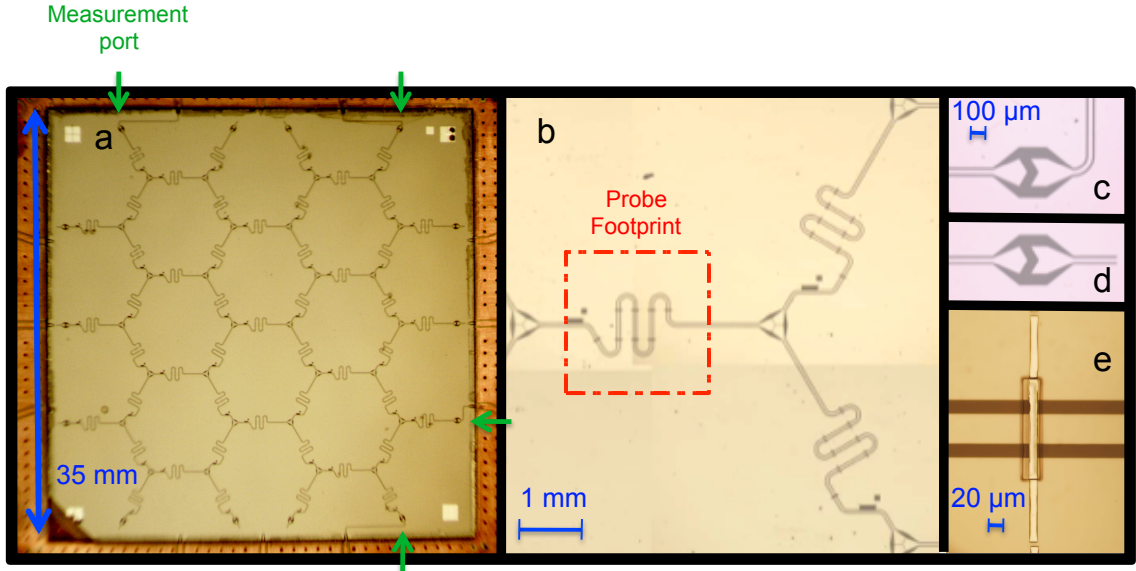 Measurement
port
a
35 mm
b
Probe
Footprint
1 mm
100 μm
c
d
e
20 μm